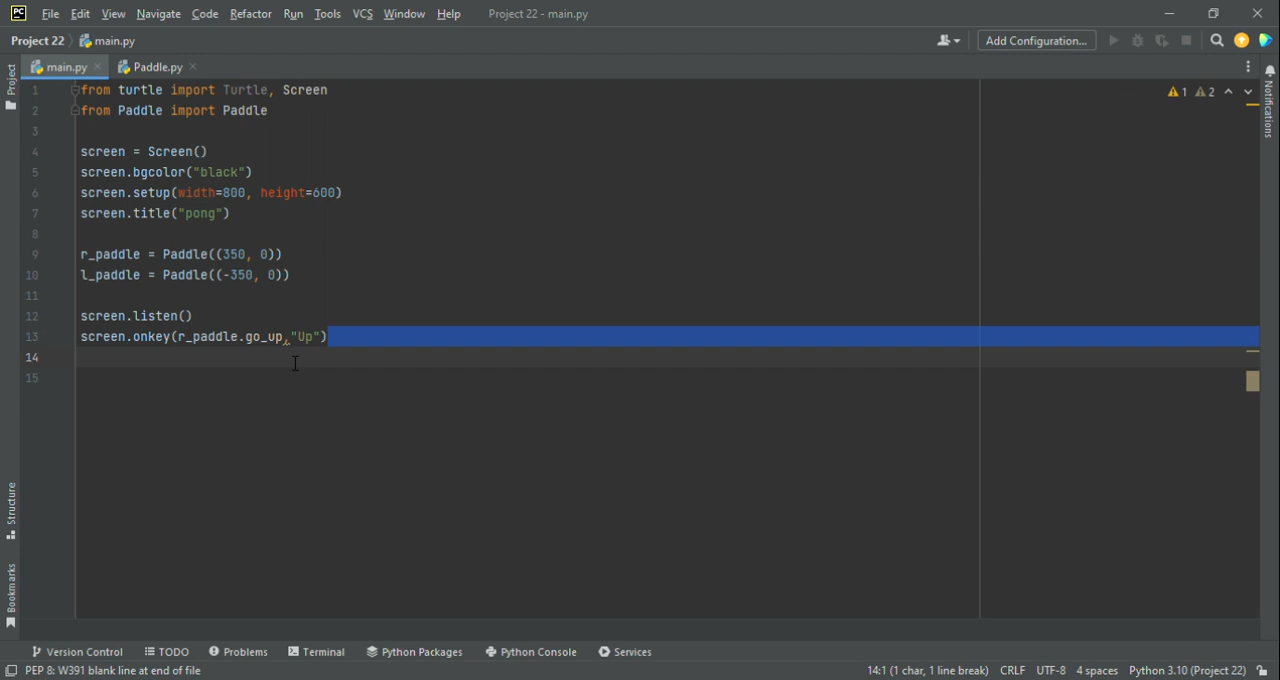 PC File Edit View Navigate Code Refactor Run Tools VCS Window Help Project 22 - main.py
Project 22 main.py Add Configuration...
Project main.py Paddle.py Notifications
1 from turtle import Turtle, Screen 1 2
2 from Paddle import Paddle
3
4 screen = Screen()
5 screen.bgcolor("black")
6 screen.setup(width=800, height=600)
7 screen.title("pong")
8
9 r_paddle = Paddle((350, 0))
10 l_paddle = Paddle((-350, 0))
11
12 screen.listen()
13 screen.onkey(r_paddle.go_up,"Up")
14
15
Structure
Bookmarks
Version Control TODO Problems Terminal Python Packages Python Console Services
PEP 8: W391 blank line at end of file 14:1 (1 char, 1 line break) CRLF UTF-8 4 spaces Python 3.10 (Project 22)